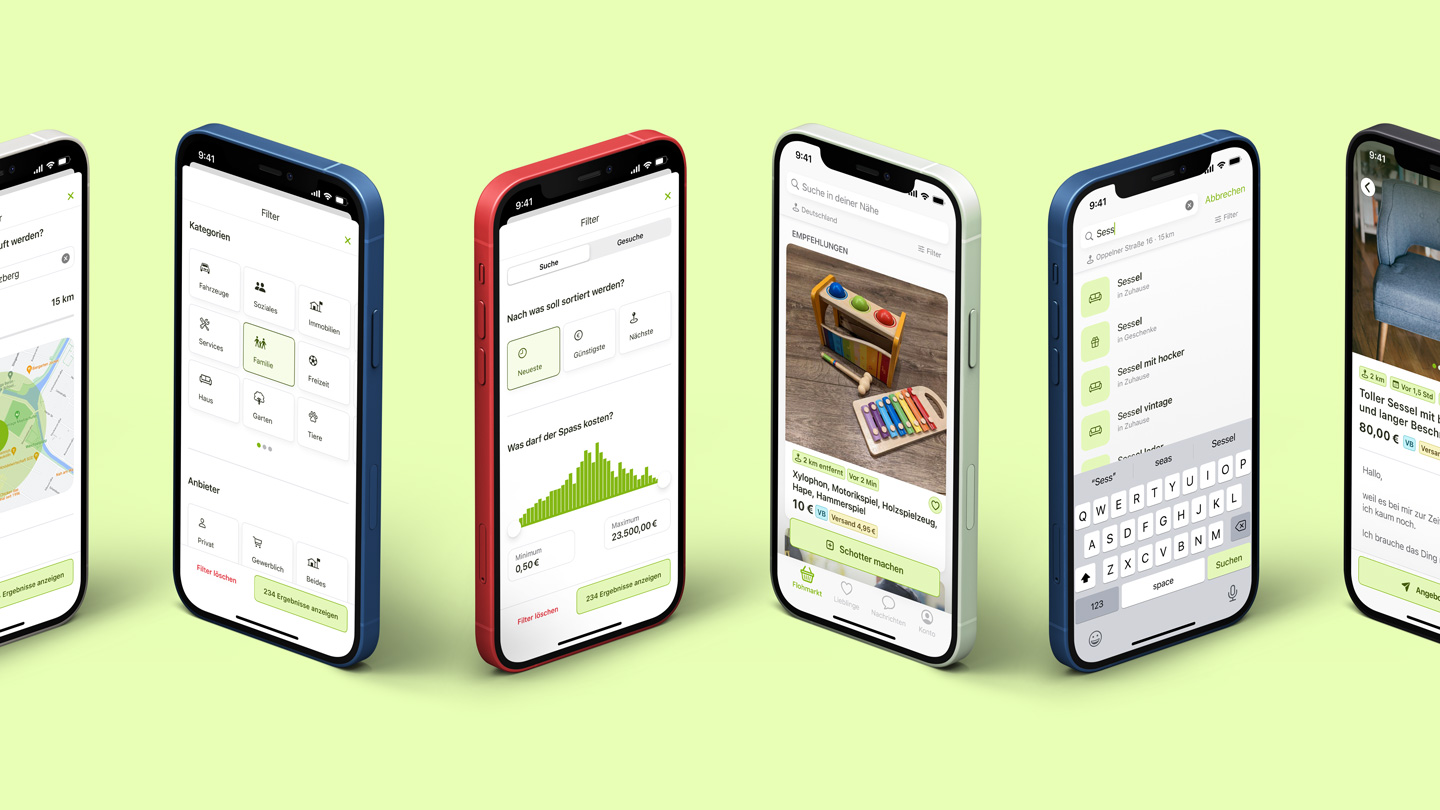 r
uft werden?
zberg
15 km
Ergebnisse anzeigen
9:41
Filter
Kategorien
Fahrzeuge
Soziales
Immobilien
Services
Familie
Freizeit
Haus
Garten
Tiere
Anbieter
Privat
Gewerblich
Beides
Filter löschen
234 Ergebnisse anzeigen
9:41
Filter
Suche
Gesuche
Nach was soll sortiert werden?
Neueste
Günstigste
Nächste
Was darf der Spass kosten?
Minimum
0,50 €
Maximum
23.500,00 €
Filter löschen
234 Ergebnisse anzeigen
9:41
Suche in deiner Nähe
Deutschland
EMPFEHLUNGEN
Filter
2 km entfernt
Vor 2 Min
Xylophon, Motorikspiel, Holzspielzeug,
Hape, Hammerspiel
10 €
VB
Versand 4,95 €
Schotter machen
Flohmarkt
Lieblinge
Nachrichten
Konto
9:41
Sess
Abbrechen
Oppelner Straße 16 - 15 km
Filter
Sessel
in Zuhause
Sessel
in Geschenke
Sessel mit hocker
in Zuhause
Sessel vintage
in Zuhause
Sessel leder
“Sess”
seas
Sessel
Q W E R T Y U I O P
A S D F G H J K L
Z X C V B N M
123
space
Suchen
9:41
2 km
Vor 1,5 Std
Toller Sessel mit b
und langer Besch
80,00 €
VB
Versan
Hallo,
weil es bei mir zur Zei
ich kaum noch.
Ich brauche das Ding
Angebo